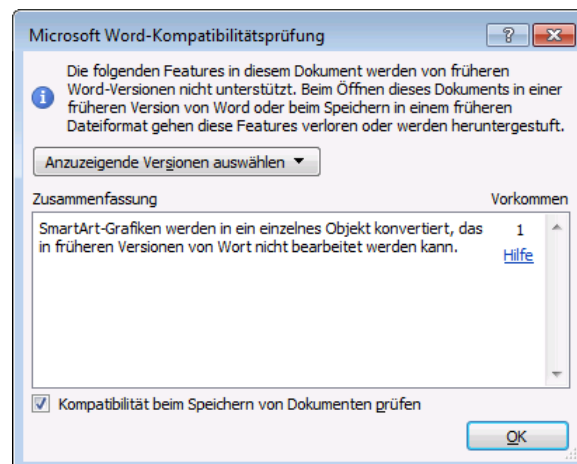 Microsoft Word-Kompatibilitätsprüfung
Die folgenden Features in diesem Dokument werden von früheren
Word-Versionen nicht unterstützt. Beim Öffnen dieses Dokuments in einer
früheren Version von Word oder beim Speichern in einem früheren
Dateiformat gehen diese Features verloren oder werden heruntergestuft.
Anzuzeigende Versionen auswählen
Zusammenfassung Vorkommen
SmartArt-Grafiken werden in ein einzelnes Objekt konvertiert, das 1
in früheren Versionen von Wort nicht bearbeitet werden kann. Hilfe
Kompatibilität beim Speichern von Dokumenten prüfen
OK